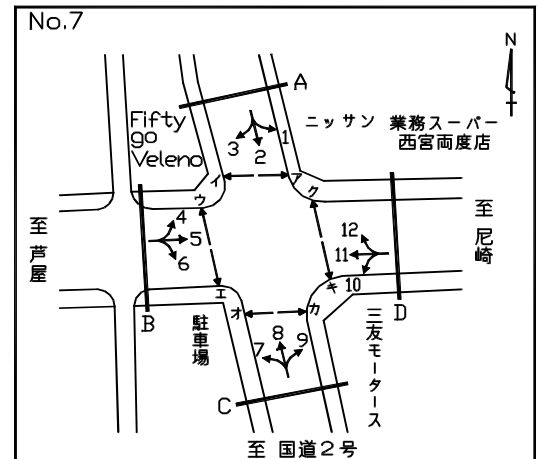 No.7
N
A
Fifty
go
Veleno
ニッサン
業務スーパー
西宮両度店
1
2
3
イ
ア
ウ
ク
至芦屋
4
5
6
12
11
10
至尼崎
エ
キ
オ
カ
B
駐車場
7
8
9
三友モータース
D
C
至 国道2号